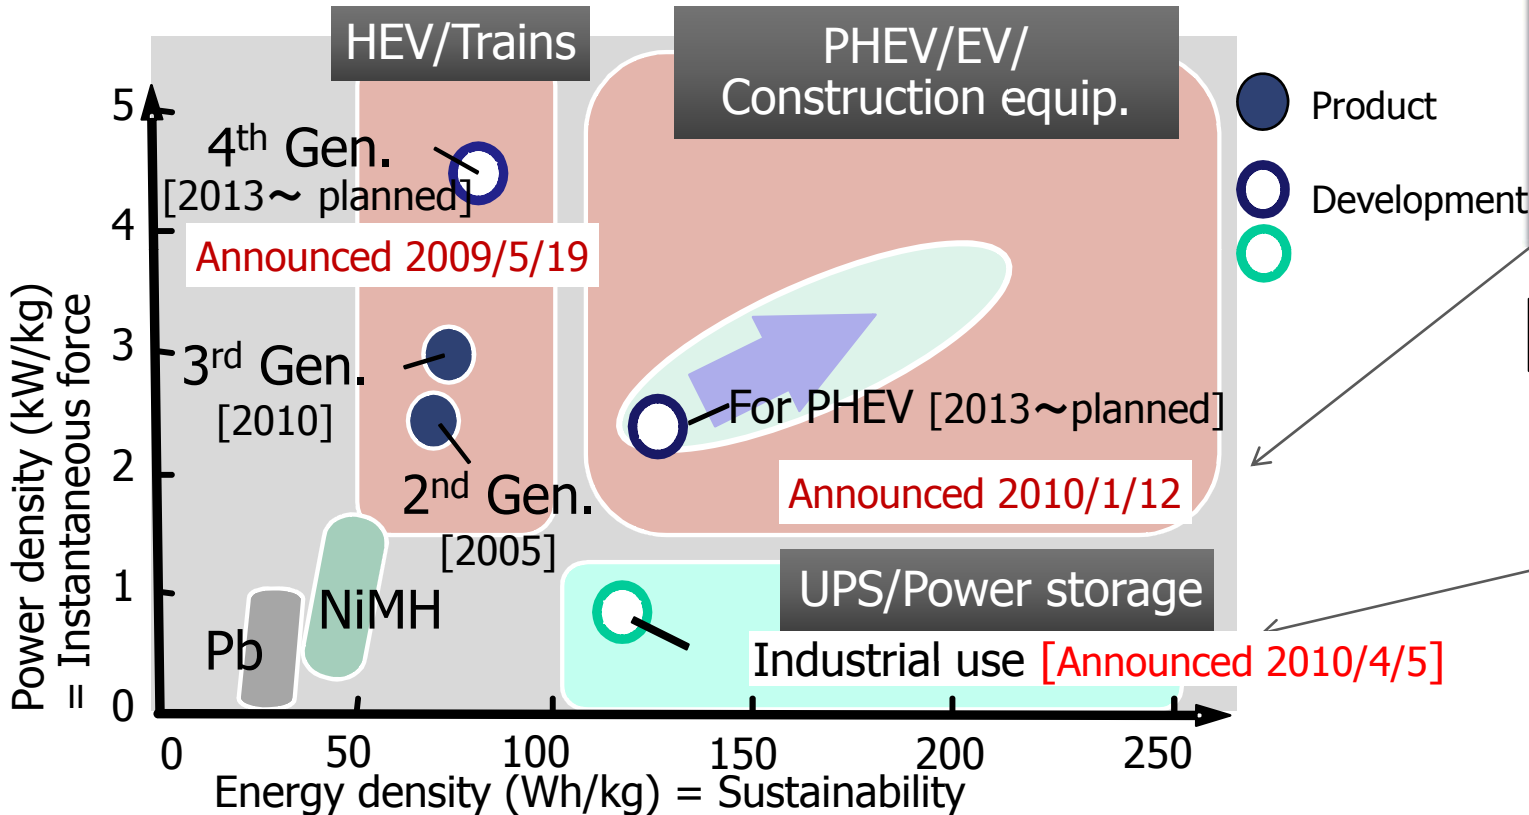 HEV/Trains
PHEV/EV/
Construction equip.
Product
Development
5
4
3
2
1
0
4th Gen.
[2013～ planned]
Announced 2009/5/19
3rd Gen.
[2010]
2nd Gen.
[2005]
For PHEV [2013～planned]
Announced 2010/1/12
NiMH
Pb
UPS/Power storage
Industrial use [Announced 2010/4/5]
Power density (kW/kg)
= Instantaneous force
0 50 100 150 200 250
Energy density (Wh/kg) = Sustainability